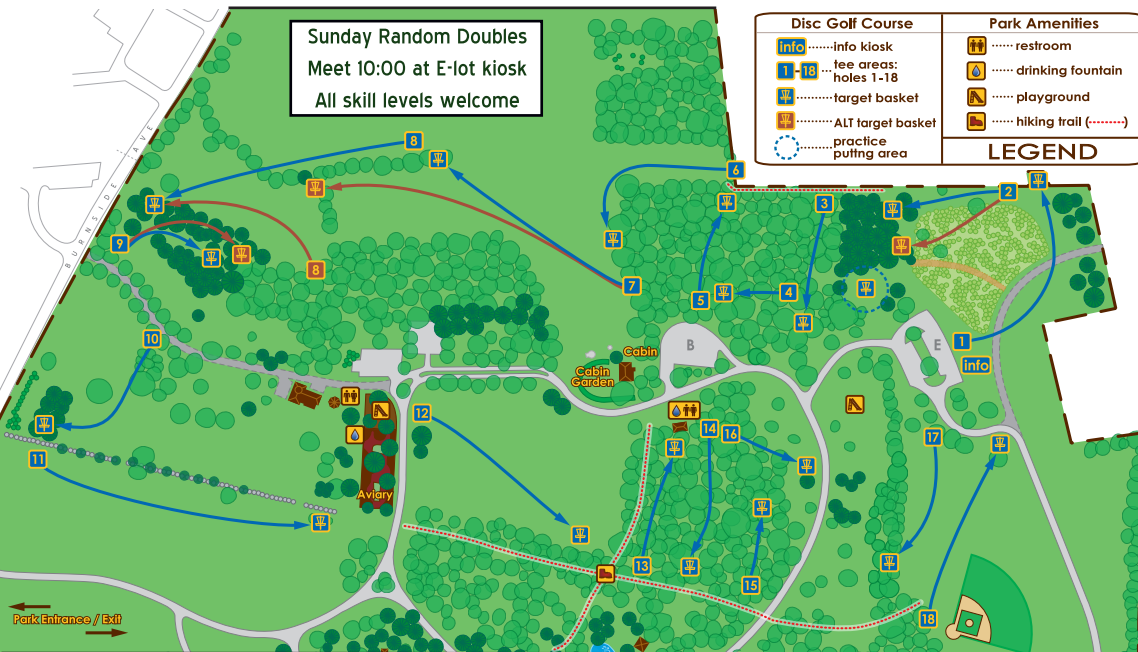 Sunday Random Doubles
Meet 10:00 at E-lot kiosk
All skill levels welcome
Disc Golf Course
info ........ info kiosk
1 - 18 ... tee areas:
holes 1-18
........... target basket
........... ALT target basket
........ practice
puttng area
Park Amenities
...... restroom
...... drinking fountain
...... playground
...... hiking trail (........)
LEGEND
BURNSIDE AVE
8
6
2
3
9
8
7
5
4
B
E
1
info
10
Cabin
Cabin
Garden
12
14
16
17
11
Aviary
13
15
18
Park Entrance / Exit